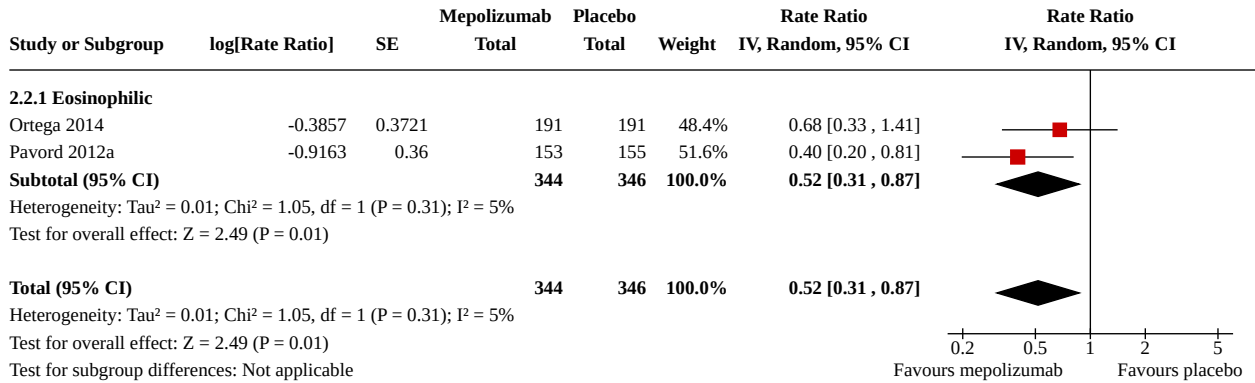 Mepolizumab Placebo Rate Ratio Rate Ratio
Study or Subgroup log[Rate Ratio] SE Total Total Weight IV, Random, 95% CI IV, Random, 95% CI
2.2.1 Eosinophilic
Ortega 2014 -0.3857 0.3721 191 191 48.4% 0.68 [0.33 , 1.41]
Pavord 2012a -0.9163 0.36 153 155 51.6% 0.40 [0.20 , 0.81]
Subtotal (95% CI) 344 346 100.0% 0.52 [0.31 , 0.87]
Heterogeneity: Tau² = 0.01; Chi² = 1.05, df = 1 (P = 0.31); I² = 5%
Test for overall effect: Z = 2.49 (P = 0.01)
Total (95% CI) 344 346 100.0% 0.52 [0.31 , 0.87]
Heterogeneity: Tau² = 0.01; Chi² = 1.05, df = 1 (P = 0.31); I² = 5%
Test for overall effect: Z = 2.49 (P = 0.01) 0.2 0.5 1 2 5
Test for subgroup differences: Not applicable Favours mepolizumab Favours placebo